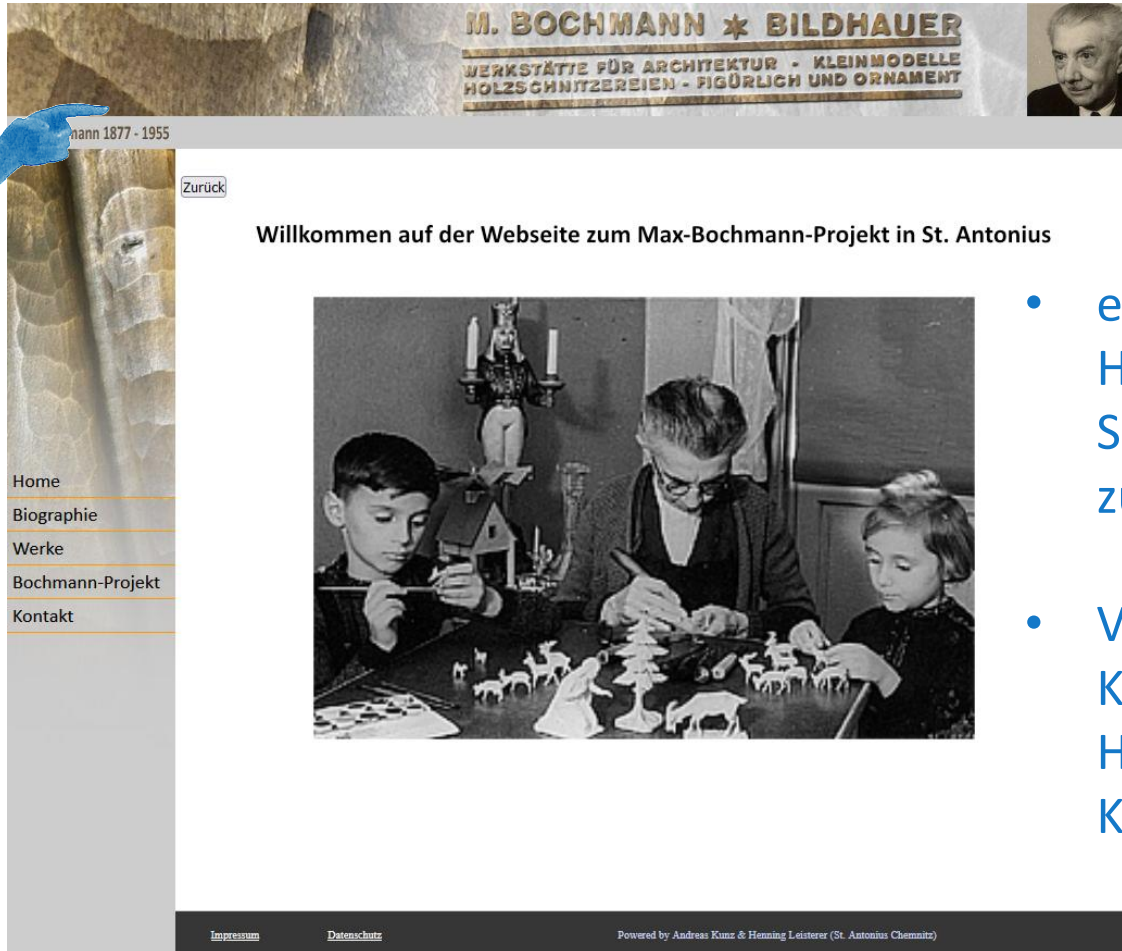 M. BOCHMANN * BILDHAUER
WERKSTÄTTE FÜR ARCHITEKTUR - KLEINMODELLE
HOLZSCHNITZEREIEN - FIGÜRLICH UND ORNAMENT
mann 1877 - 1955
Zurück
Willkommen auf der Webseite zum Max-Bochmann-Projekt in St. Antonius
Home
Biographie
Werke
Bochmann-Projekt
Kontakt
• e
H
S
zu
• V
K
H
K
Impressum Datenschutz Powered by Andreas Kunz & Henning Leisterer (St. Antonius Chemnitz)